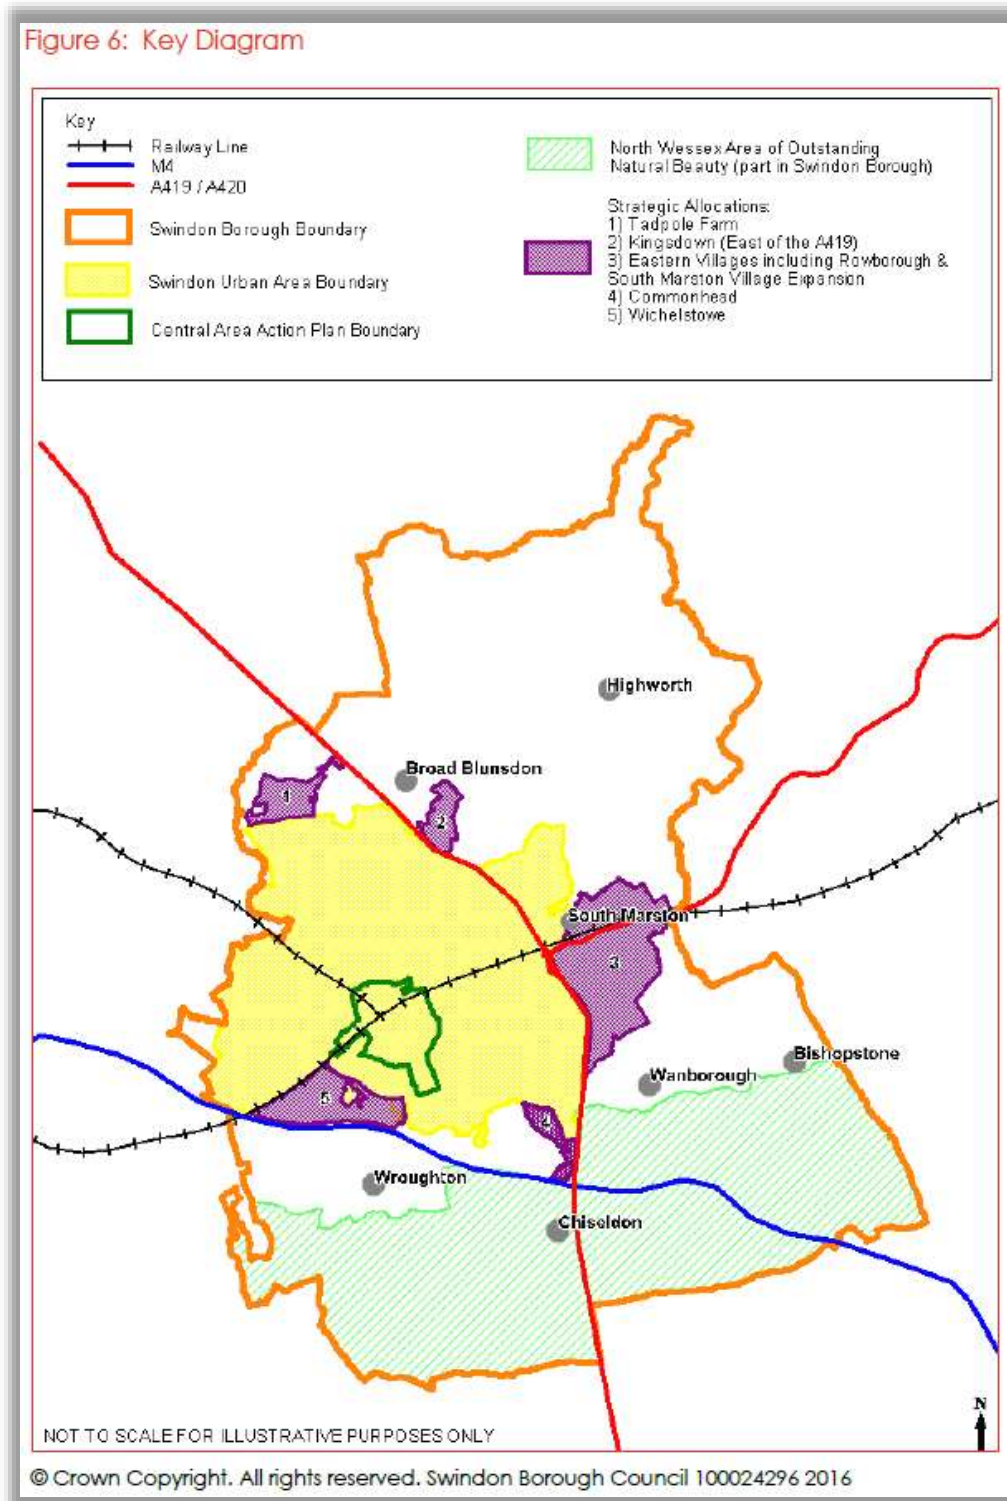 Figure 6: Key Diagram
Key
Railway Line
M4
A419 / A420
Swindon Borough Boundary
Swindon Urban Area Boundary
Central Area Action Plan Boundary
North Wessex Area of Outstanding
Natural Beauty (part in Swindon Borough)
Strategic Allocations:
1) Tadpole Farm
2) Kingsdown (East of the A419)
3) Eastern Villages including Rowborough &
South Marston Village Expansion
4) Commonhead
5) Wichelstowe
Highworth
Broad Blunsdon
1
2
South Marston
3
Bishopstone
Wanborough
5
4
Wroughton
Chiseldon
N
NOT TO SCALE FOR ILLUSTRATIVE PURPOSES ONLY
© Crown Copyright. All rights reserved. Swindon Borough Council 100024296 2016